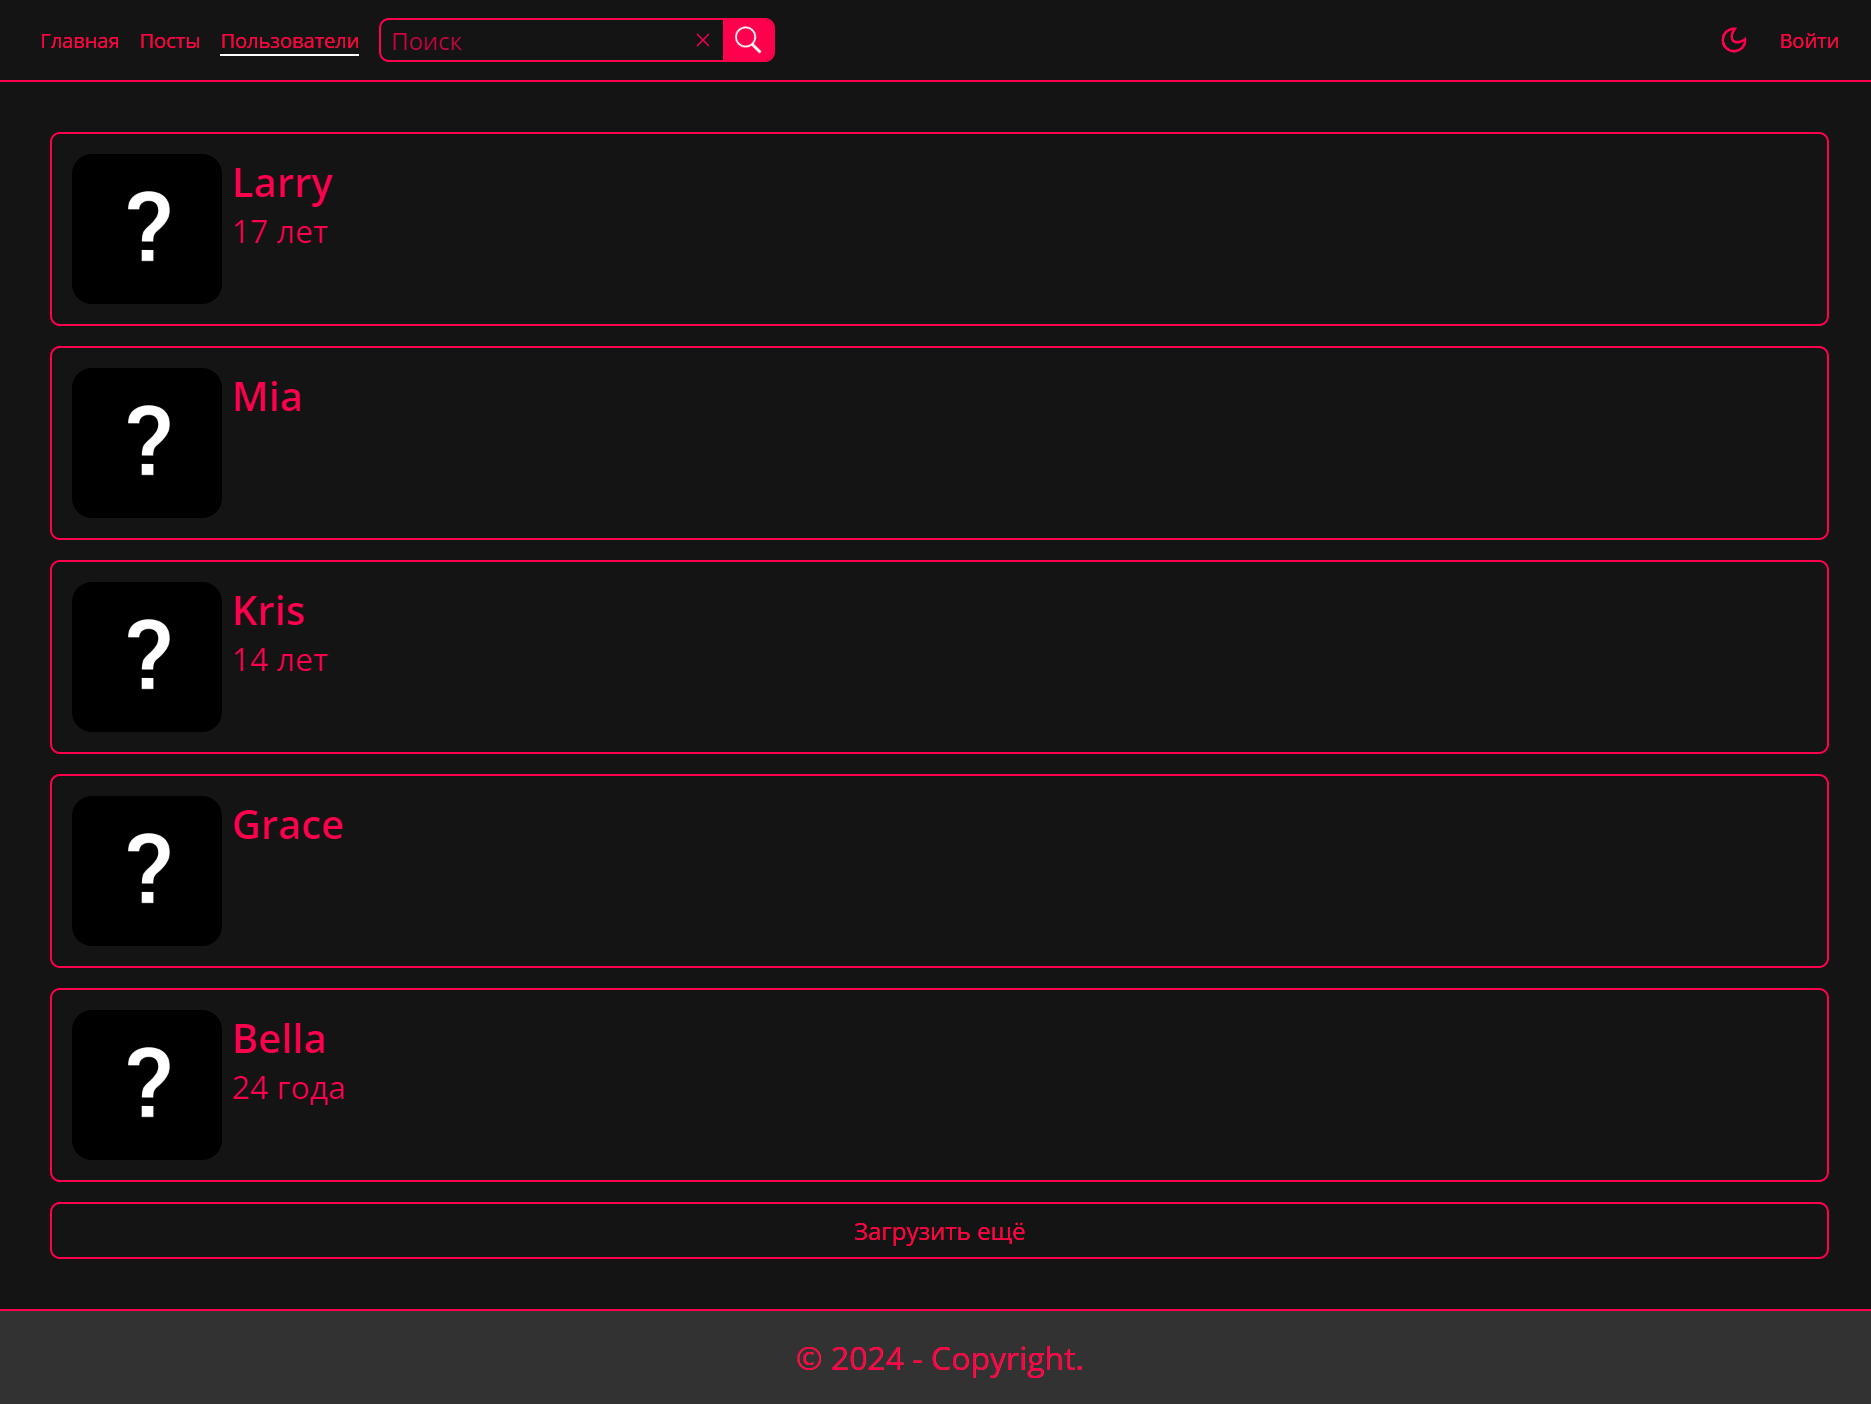 Главная Посты Пользователи Поиск Войти
?
Larry
17 лет
?
Mia
?
Kris
14 лет
?
Grace
?
Bella
24 года
Загрузить ещё
© 2024 - Copyright.